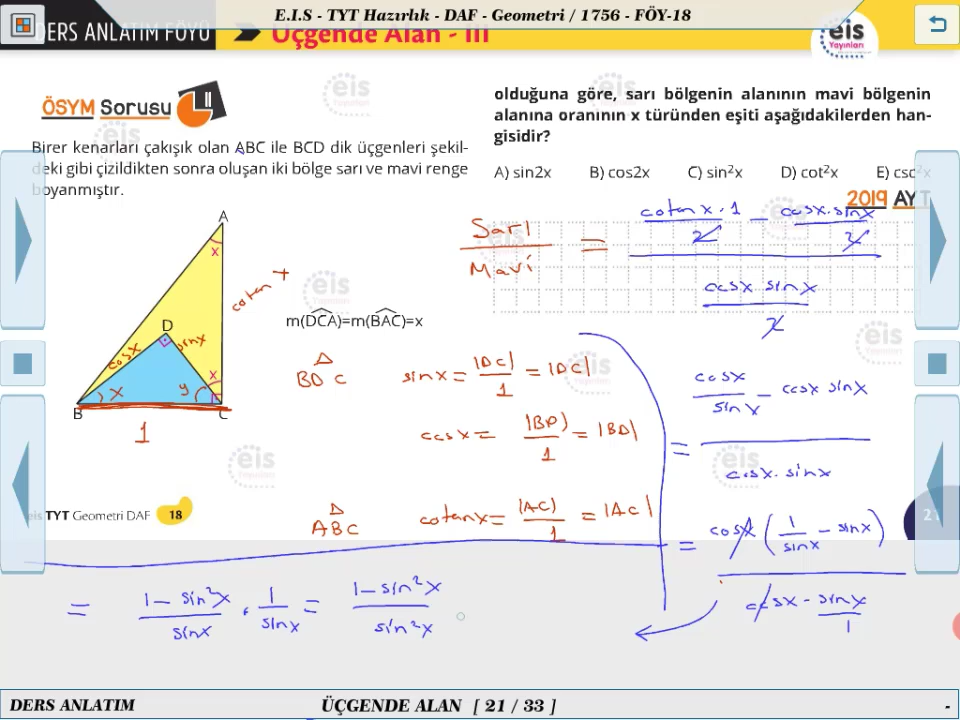 E.I.S - TYT Hazırlık - DAF - Geometri / 1756 - FÖY-18
DERS ANLATIM FÖYÜ
Üçgende Alan - III
eis
Yayınları
ÖSYM Sorusu
Birer kenarları çakışık olan ABC ile BCD dik üçgenleri şekil-
deki gibi çizildikten sonra oluşan iki bölge sarı ve mavi renge
boyanmıştır.
A
x
D
cosx
sinx
cotan x
x
x
y
B
C
1
m(DCA)=m(BAC)=x
olduğuna göre, sarı bölgenin alanının mavi bölgenin
alanına oranının x türünden eşiti aşağıdakilerden han-
gisidir?
A) sin2x B) cos2x C) sin²x D) cot²x E) csc²x
2019 AYT
Sarı / Mavi = (cotan x . 1 / 2 - cosx . sinx / 2) / (cosx sinx / 2)
BDC sinx = |DC| / 1 = |DC|
cosx = |BD| / 1 = |BD|
ABC cotanx = |AC| / 1 = |AC|
= (cosx / sinx - cosx sinx) / (cosx . sinx)
= cosx (1 / sinx - sinx) / (cosx - sinx / 1)
= 1 - sin²x / sinx . 1 / sinx = 1 - sin²x / sin²x
eis TYT Geometri DAF 18
21
DERS ANLATIM
ÜÇGENDE ALAN [ 21 / 33 ]
-